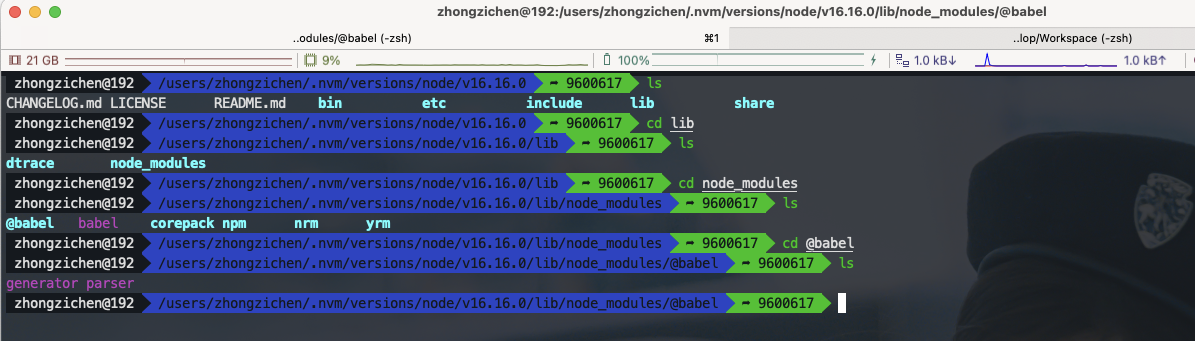 zhongzichen@192:/users/zhongzichen/.nvm/versions/node/v16.16.0/lib/node_modules/@babel
..odules/@babel (-zsh) ⌘1 ..lop/Workspace (-zsh)
21 GB 9% 100% 1.0 kB↓ 1.0 kB↑
zhongzichen@192 /users/zhongzichen/.nvm/versions/node/v16.16.0 ➦ 9600617 ls
CHANGELOG.md LICENSE README.md bin etc include lib share
zhongzichen@192 /users/zhongzichen/.nvm/versions/node/v16.16.0 ➦ 9600617 cd lib
zhongzichen@192 /users/zhongzichen/.nvm/versions/node/v16.16.0/lib ➦ 9600617 ls
dtrace node_modules
zhongzichen@192 /users/zhongzichen/.nvm/versions/node/v16.16.0/lib ➦ 9600617 cd node_modules
zhongzichen@192 /users/zhongzichen/.nvm/versions/node/v16.16.0/lib/node_modules ➦ 9600617 ls
@babel babel corepack npm nrm yrm
zhongzichen@192 /users/zhongzichen/.nvm/versions/node/v16.16.0/lib/node_modules ➦ 9600617 cd @babel
zhongzichen@192 /users/zhongzichen/.nvm/versions/node/v16.16.0/lib/node_modules/@babel ➦ 9600617 ls
generator parser
zhongzichen@192 /users/zhongzichen/.nvm/versions/node/v16.16.0/lib/node_modules/@babel ➦ 9600617